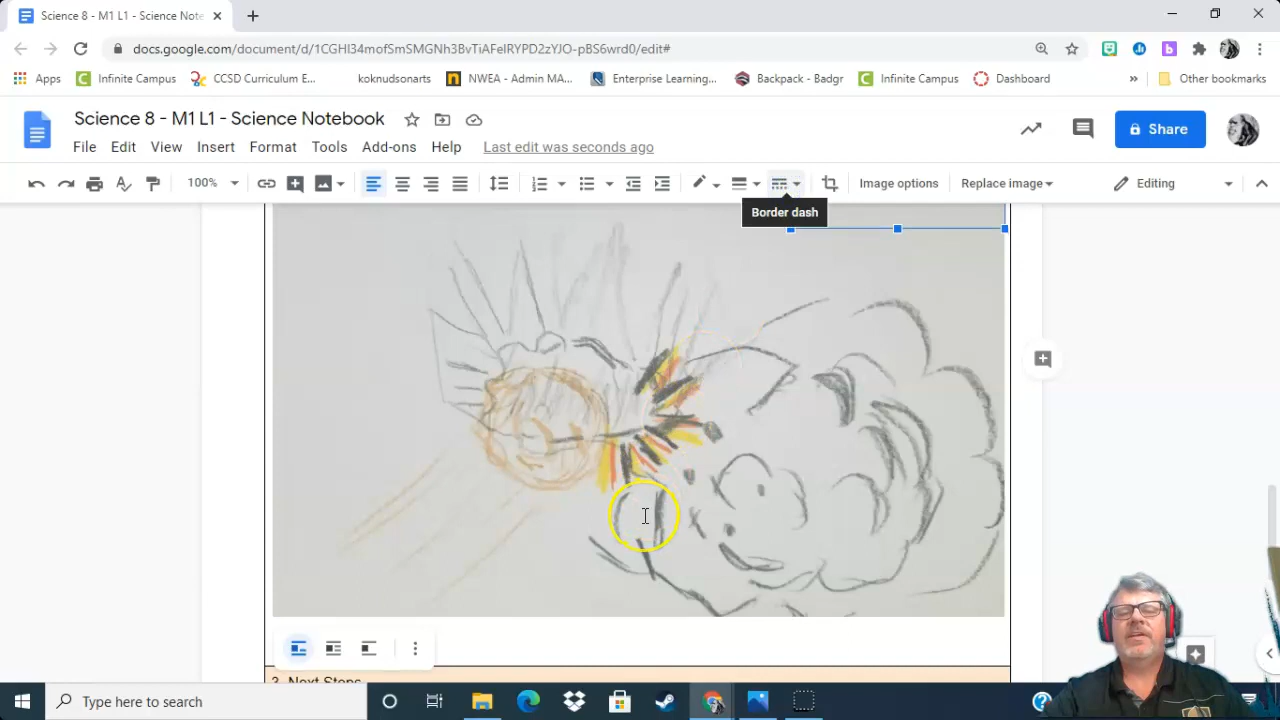 Science 8 - M1 L1 - Science Note
docs.google.com/document/d/1CGHl34mofSmSMGNh3BvTiAFelRYPD2zYJO-pBS6wrd0/edit#
Apps Infinite Campus CCSD Curriculum E... koknudsonarts NWEA - Admin MA... Enterprise Learning,... Backpack - Badgr Infinite Campus Dashboard » Other bookmarks
Science 8 - M1 L1 - Science Notebook
Share
File Edit View Insert Format Tools Add-ons Help Last edit was seconds ago
100% Image options Replace image Editing
Border dash
Next Steps
Type here to search